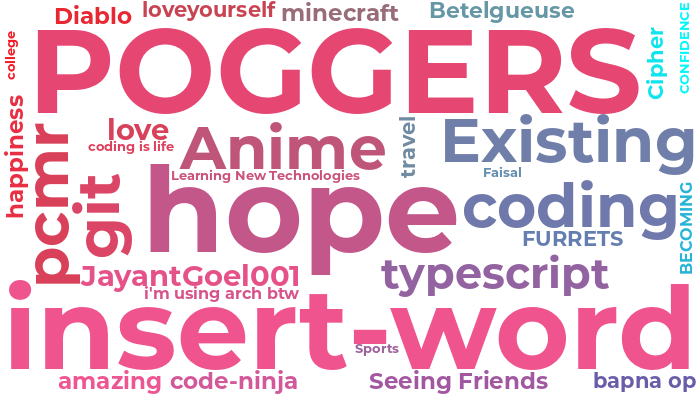 Diablo
loveyourself
minecraft
Betelgueuse
college
POGGERS
Cipher
CONFIDENCE
happiness
pcmr
love
coding is life
Anime
travel
Existing
Learning New Technologies
Faisal
git
hope
coding
FURRETS
BECOMING
JayantGoel001
i'm using arch btw
typescript
insert-word
Sports
amazing code-ninja
Seeing Friends
bapna op